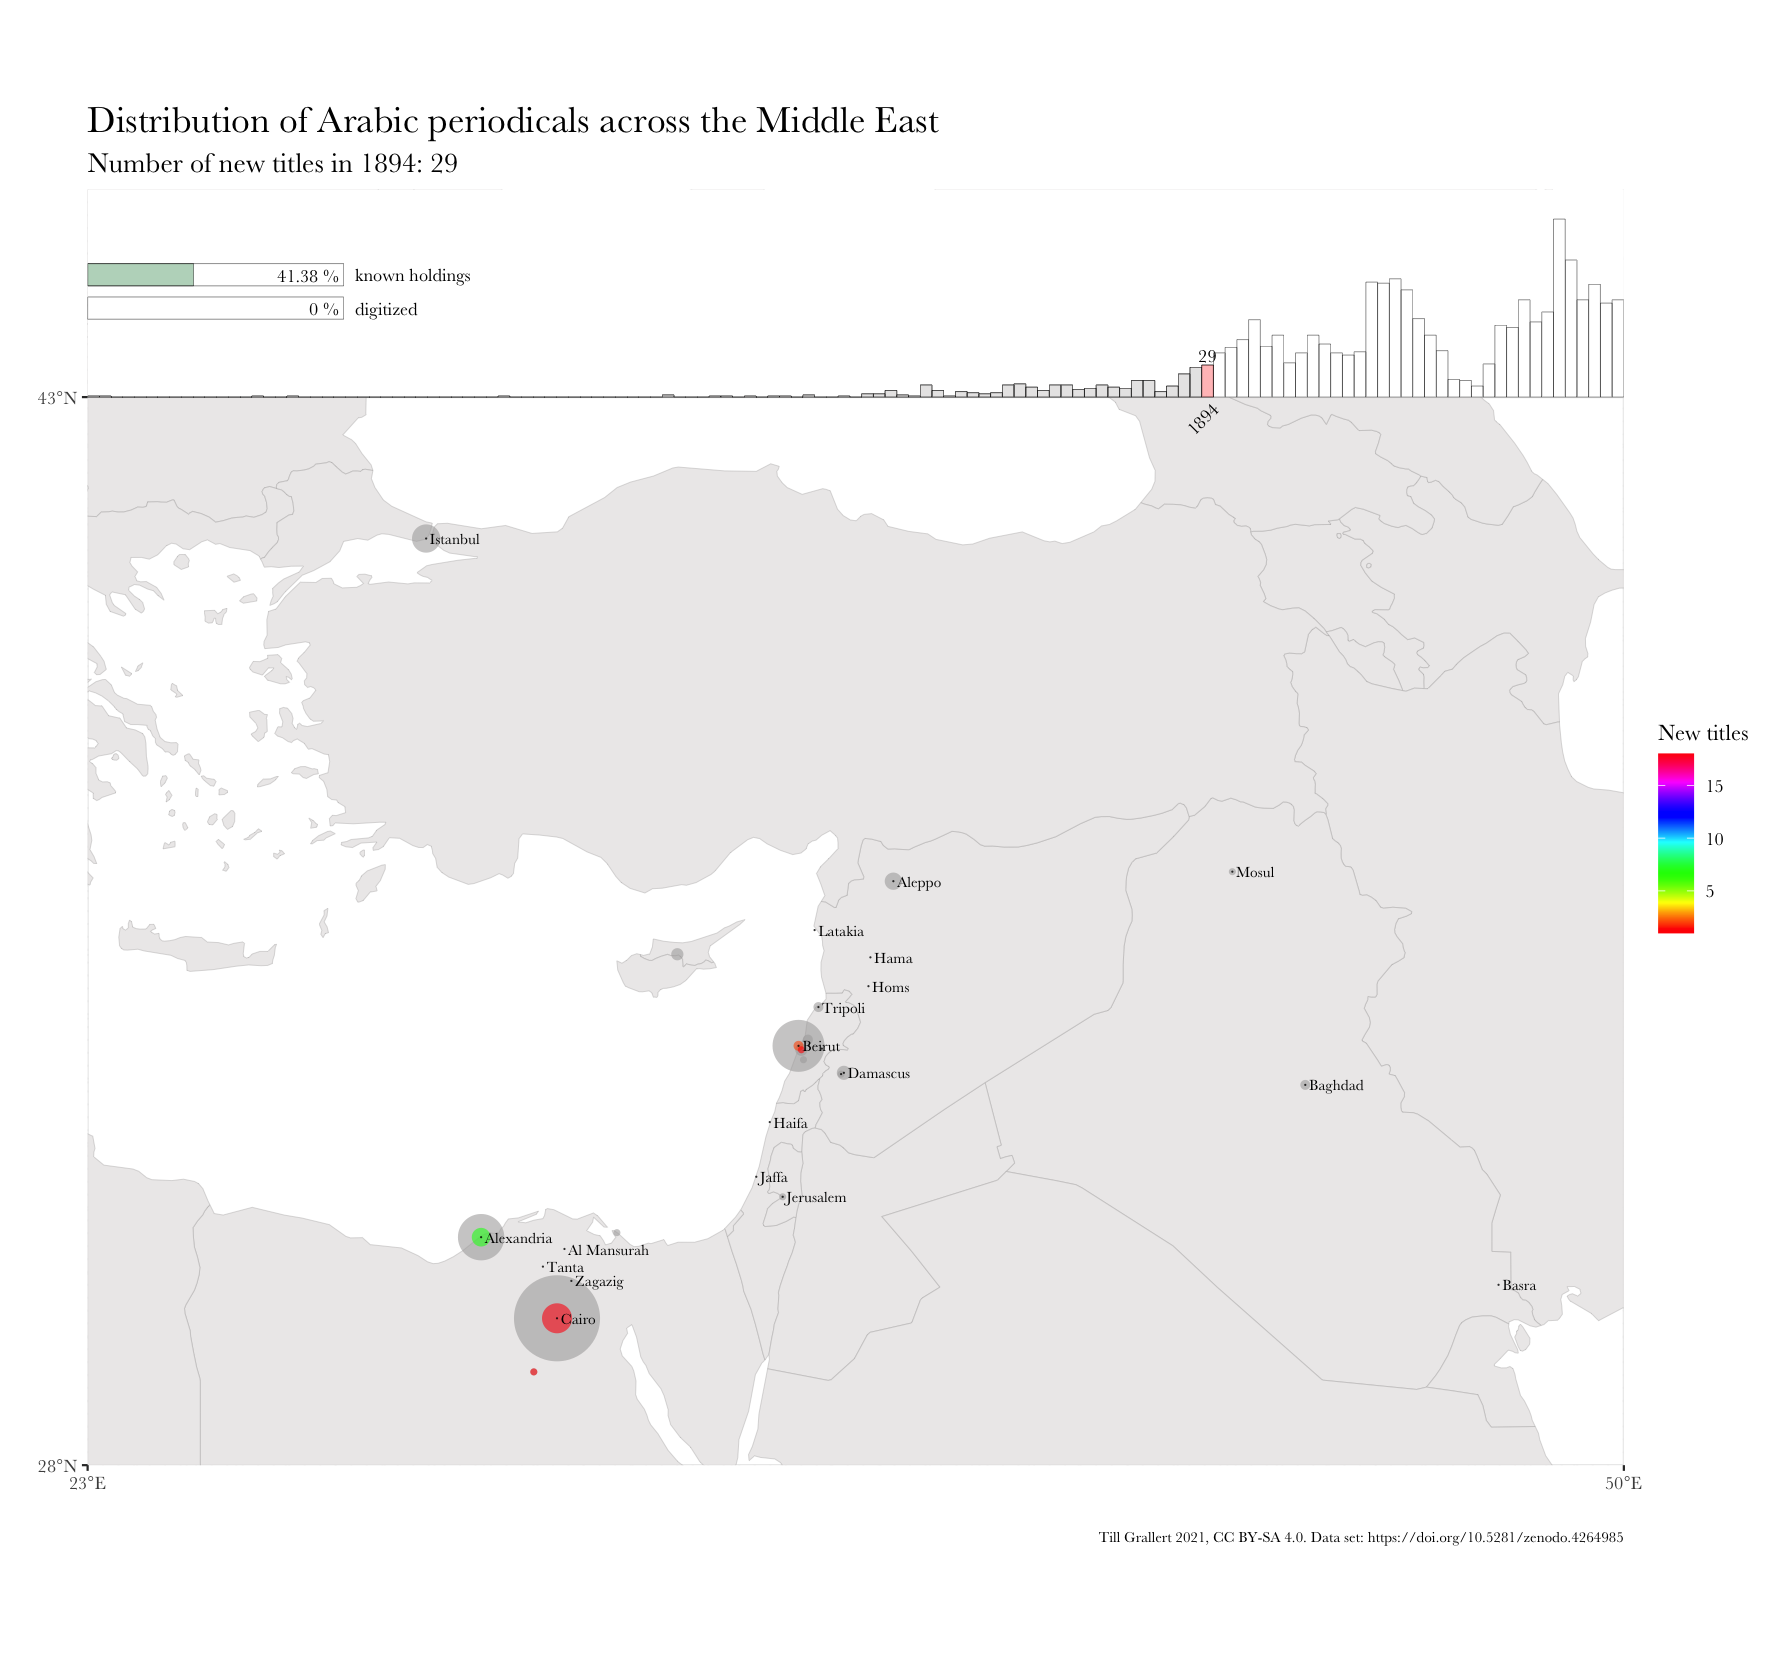 Distribution of Arabic periodicals across the Middle East
Number of new titles in 1894: 29
41.38 % known holdings
0 % digitized
29
43°N
1894
Istanbul
New titles
15
10
5
Mosul
Aleppo
Latakia
Hama
Homs
Tripoli
Beirut
Damascus
Baghdad
Haifa
Jaffa
Jerusalem
Alexandria
Al Mansurah
Tanta
Zagazig
Basra
Cairo
28°N
23°E
50°E
Till Grallert 2021, CC BY-SA 4.0. Data set: https://doi.org/10.5281/zenodo.4264985